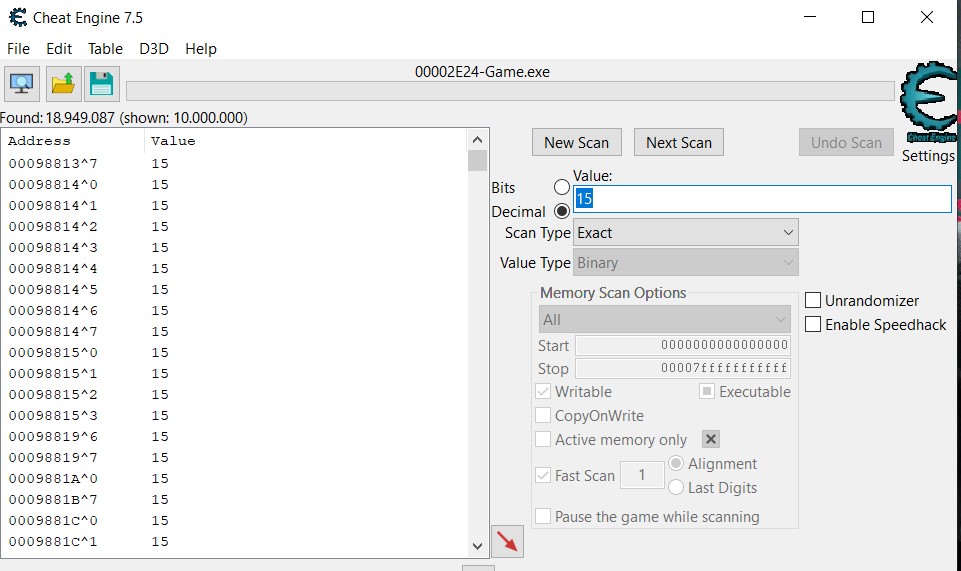 Cheat Engine 7.5
File Edit Table D3D Help
00002E24-Game.exe
Found: 18.949.087 (shown: 10.000.000)
Address Value
00098813^7 15
00098814^0 15
00098814^1 15
00098814^2 15
00098814^3 15
00098814^4 15
00098814^5 15
00098814^6 15
00098814^7 15
00098815^0 15
00098815^1 15
00098815^2 15
00098815^3 15
00098819^6 15
00098819^7 15
0009881A^0 15
0009881B^7 15
0009881C^0 15
0009881C^1 15
New Scan Next Scan Undo Scan
Cheat Engine
Settings
Value:
Bits
Decimal 15
Scan Type Exact
Value Type Binary
Memory Scan Options
All
Start 0000000000000000
Stop 00007fffffffffff
Writable Executable
CopyOnWrite
Active memory only
Fast Scan 1 Alignment
Last Digits
Pause the game while scanning
Unrandomizer
Enable Speedhack